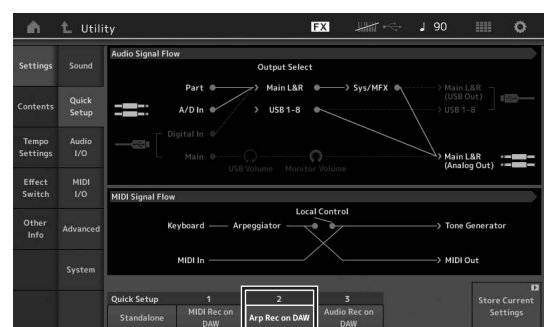 Utility
FX
♩ 90
Settings
Sound
Contents
Quick
Setup
Tempo
Settings
Audio
I/O
Effect
Switch
MIDI
I/O
Other
Info
Advanced
System
Audio Signal Flow
Output Select
Part
Main L&R
Sys/MFX
Main L&R
(USB Out)
A/D In
USB 1-8
USB 1-8
Digital In
Main
USB Volume
Monitor Volume
Main L&R
(Analog Out)
MIDI Signal Flow
Local Control
Keyboard
Arpeggiator
Tone Generator
MIDI In
MIDI Out
Quick Setup
1
2
3
Standalone
MIDI Rec on
DAW
Arp Rec on DAW
Audio Rec on
DAW
Store Current
Settings